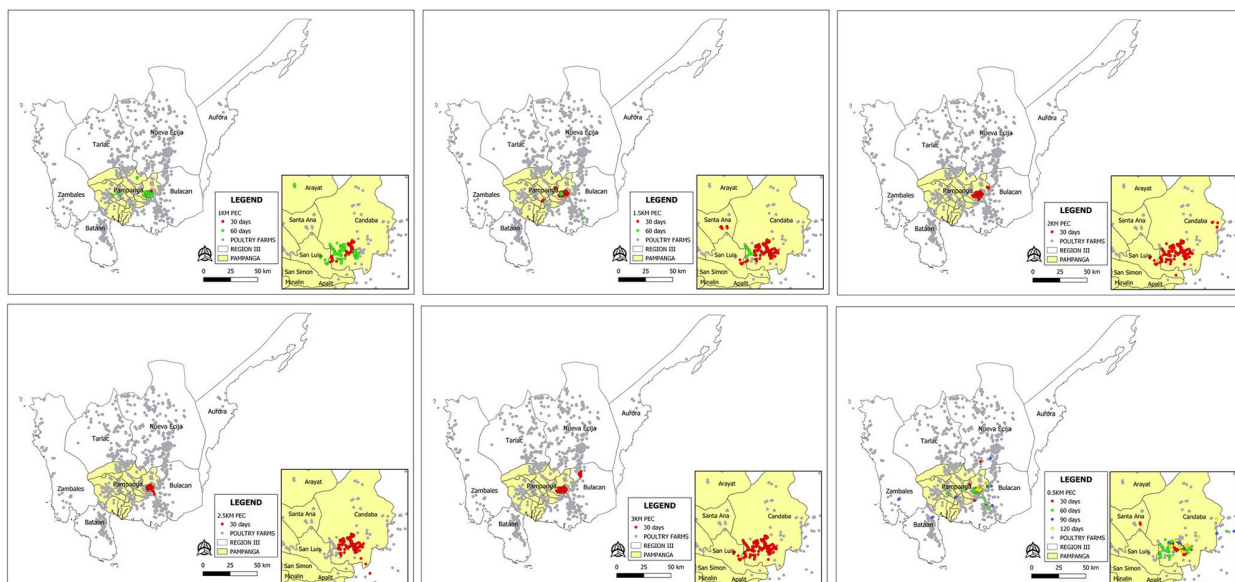 Aurora
Nueva Ecija
Tarlac
Zambales
Pampanga
Bulacan
Bataan
LEGEND
1KM PEC
30 days
60 days
POULTRY FARMS
REGION III
PAMPANGA
0 25 50 km
Arayat
Santa Ana
Candaba
San Luis
San Simon
Minalin
Apalit
Aurora
Nueva Ecija
Tarlac
Zambales
Pampanga
Bulacan
Bataan
LEGEND
1.5KM PEC
30 days
60 days
POULTRY FARMS
REGION III
PAMPANGA
0 25 50 km
Arayat
Santa Ana
Candaba
San Luis
San Simon
Minalin
Apalit
Aurora
Nueva Ecija
Tarlac
Zambales
Pampanga
Bulacan
Bataan
LEGEND
2KM PEC
30 days
POULTRY FARMS
REGION III
PAMPANGA
0 25 50 km
Arayat
Santa Ana
Candaba
San Luis
San Simon
Minalin
Apalit
Aurora
Nueva Ecija
Tarlac
Zambales
Pampanga
Bulacan
Bataan
LEGEND
2.5KM PEC
30 days
POULTRY FARMS
REGION III
PAMPANGA
0 25 50 km
Arayat
Santa Ana
Candaba
San Luis
San Simon
Minalin
Apalit
Aurora
Nueva Ecija
Tarlac
Zambales
Pampanga
Bulacan
Bataan
LEGEND
3KM PEC
30 days
POULTRY FARMS
REGION III
PAMPANGA
0 25 50 km
Arayat
Santa Ana
Candaba
San Luis
San Simon
Minalin
Apalit
Aurora
Nueva Ecija
Tarlac
Zambales
Pampanga
Bulacan
Bataan
LEGEND
0.5KM PEC
30 days
60 days
90 days
120 days
POULTRY FARMS
REGION III
PAMPANGA
0 25 50 km
Arayat
Santa Ana
Candaba
San Luis
San Simon
Minalin
Apalit